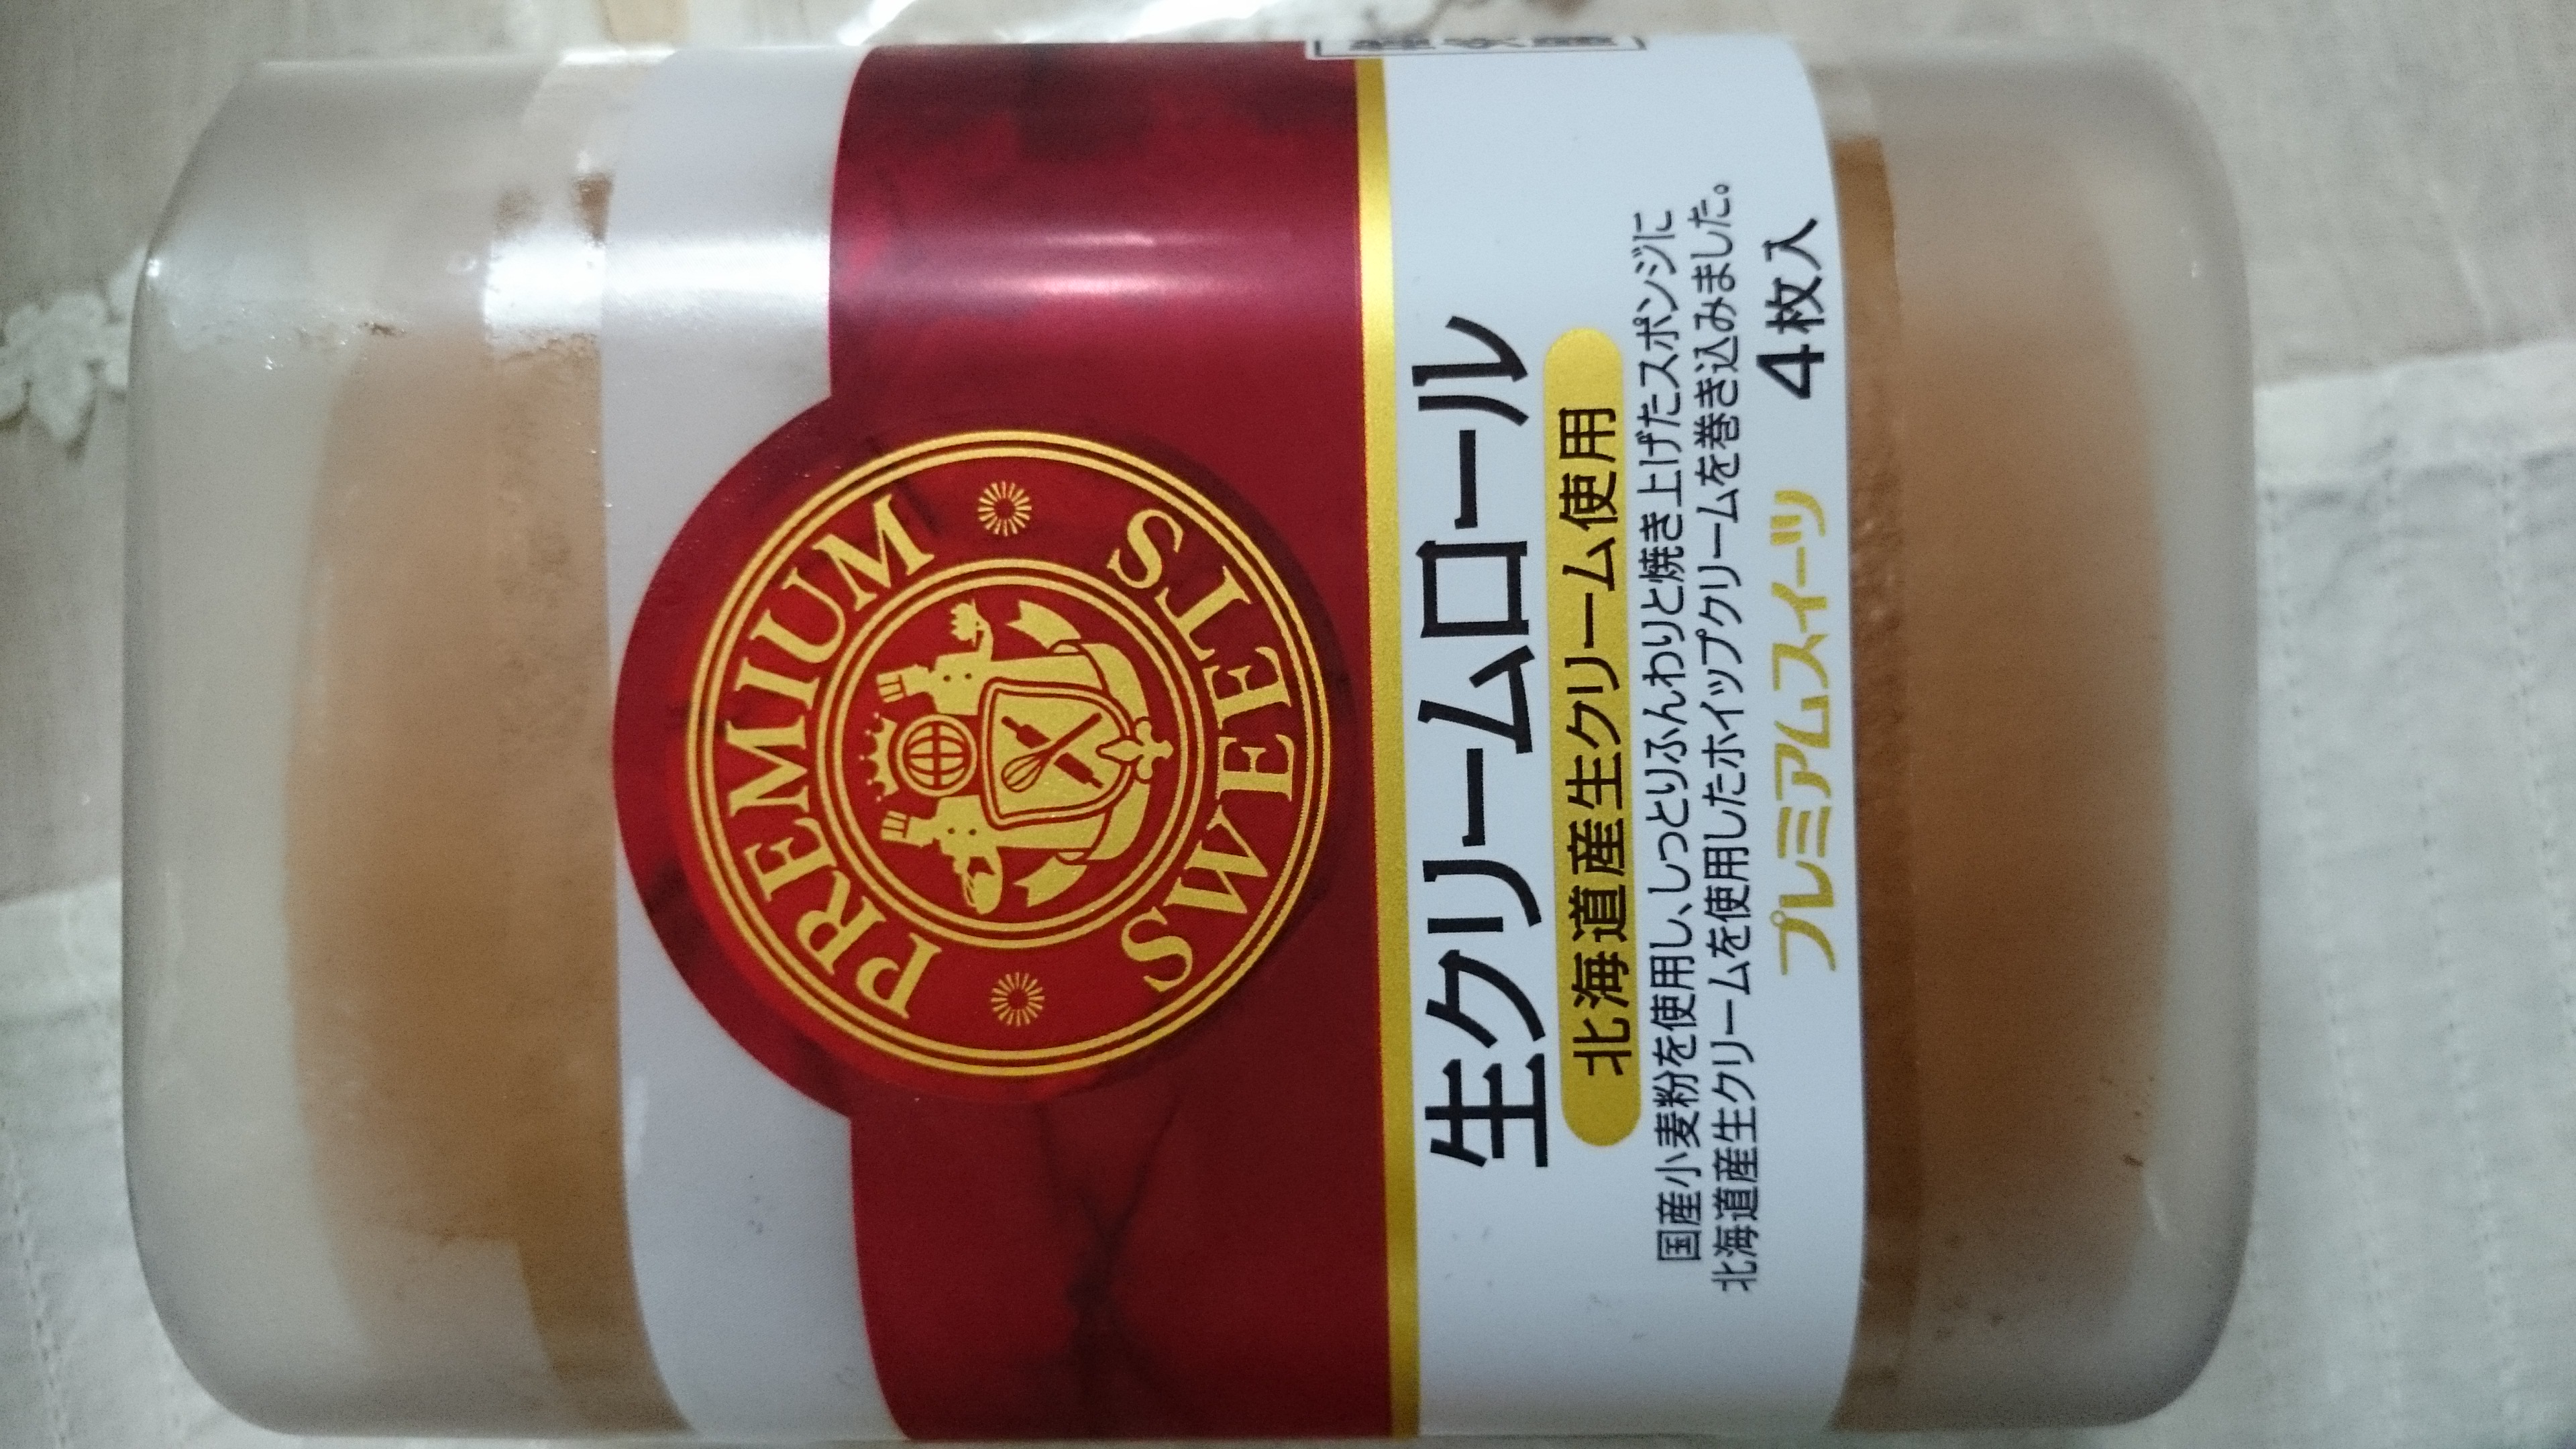 PREMIUM
SWEETS
生クリームロール
北海道産生クリーム使用
国産小麦粉を使用し、しっとりふんわりと焼き上げたスポンジに
北海道産生クリームを使用したホイップクリームを巻き込みました。
プレミアムスイーツ 4枚入